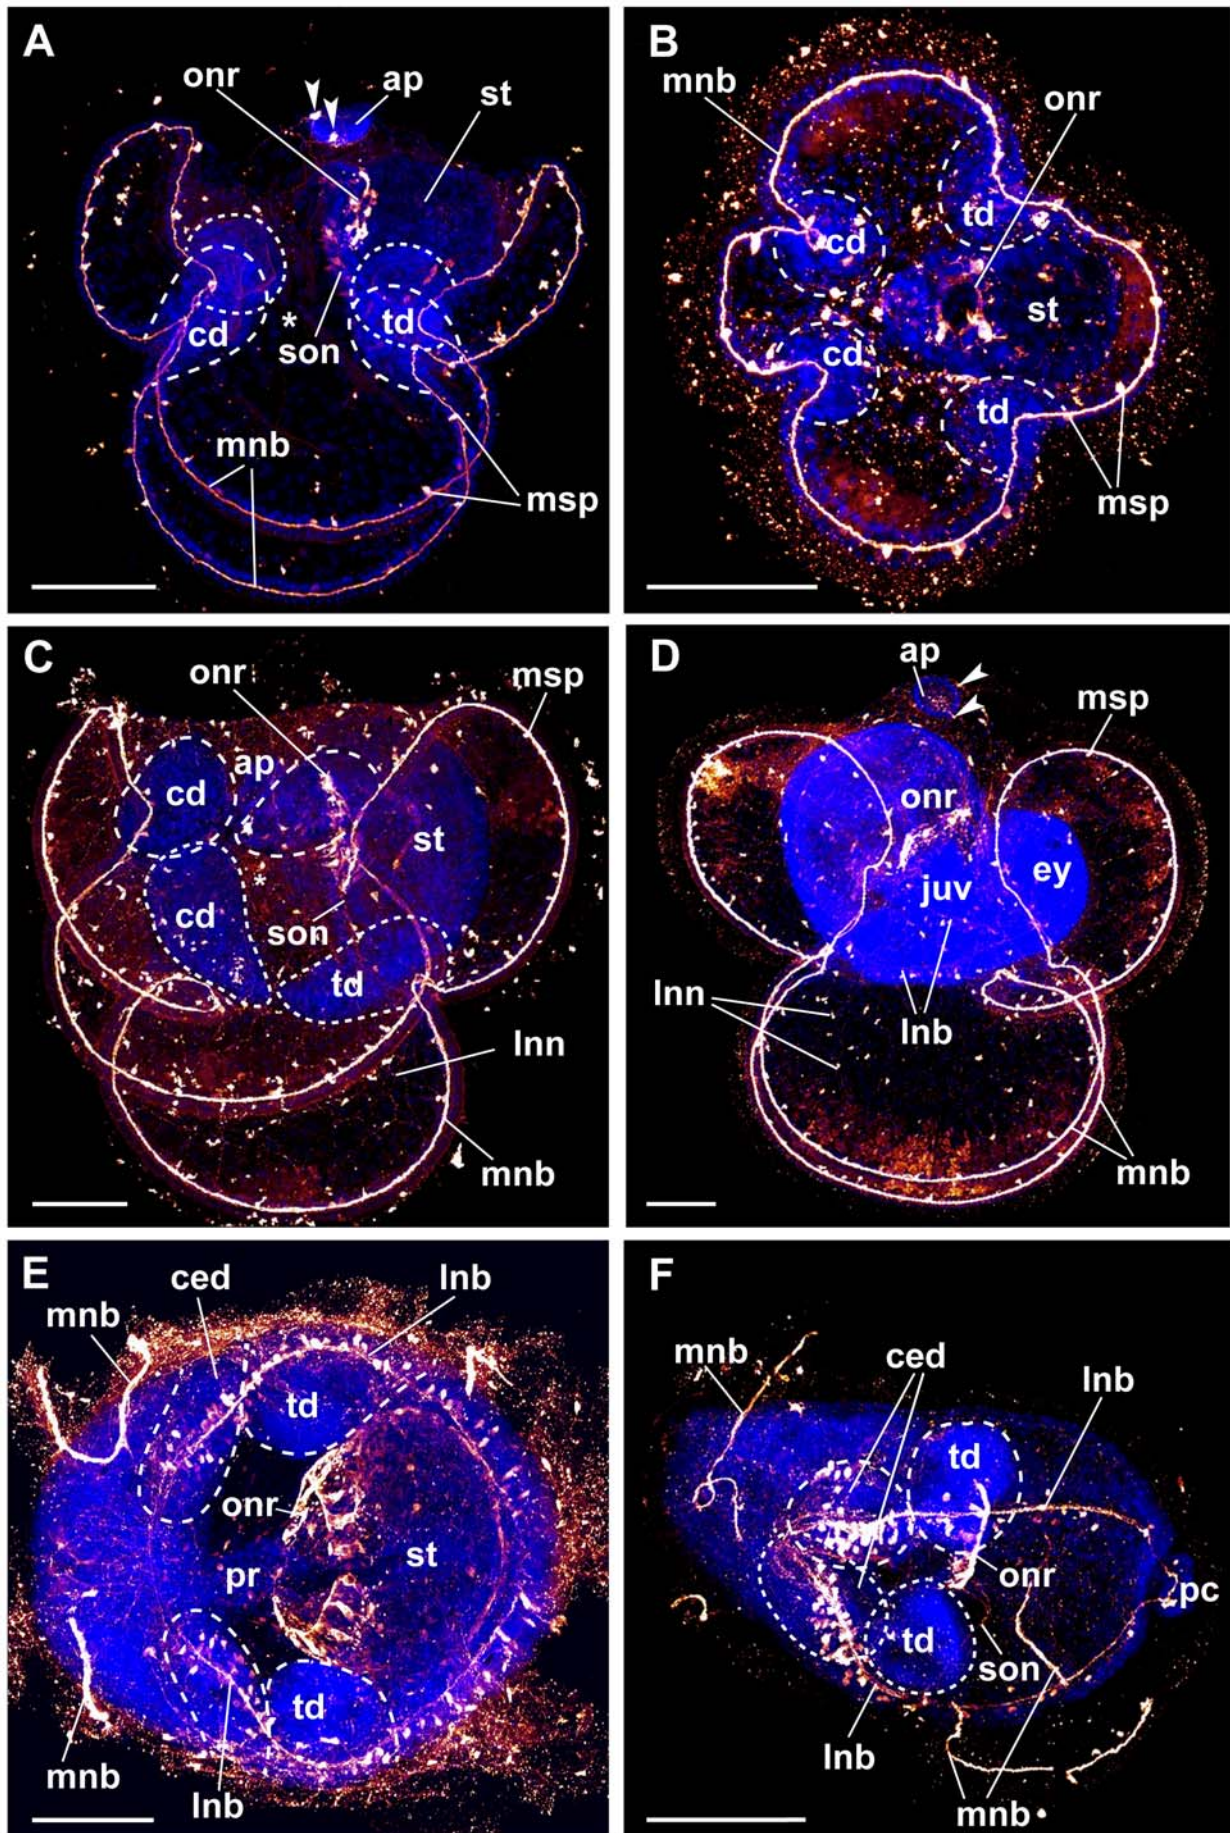 A
onr
ap
st
cd
*
son
td
mnb
msp
B
mnb
onr
td
cd
st
cd
td
msp
C
onr
msp
ap
cd
st
*
cd
son
td
lnn
mnb
D
ap
msp
onr
ey
juv
lnn
lnb
mnb
E
ced
lnb
mnb
td
onr
st
pr
td
mnb
lnb
F
mnb
ced
lnb
td
onr
pc
td
son
lnb
mnb